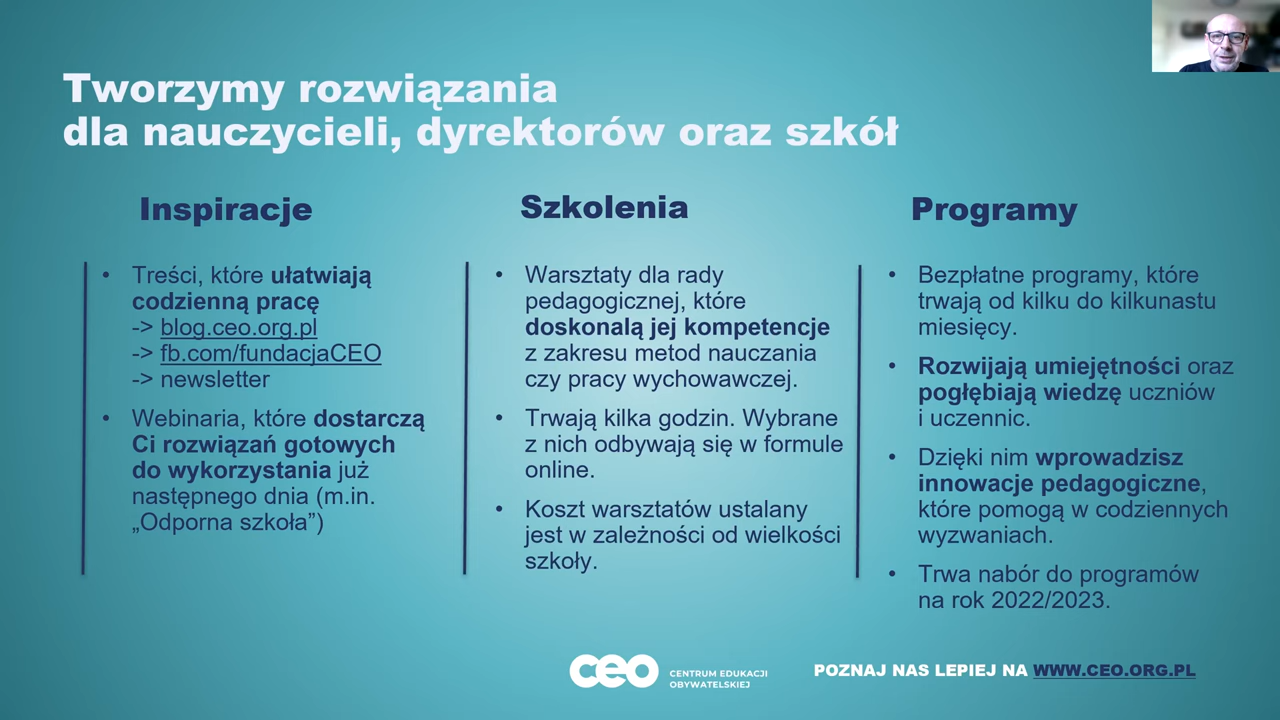 Tworzymy rozwiązania
dla nauczycieli, dyrektorów oraz szkół
Inspiracje
• Treści, które ułatwiają
codzienną pracę
-> blog.ceo.org.pl
-> fb.com/fundacjaCEO
-> newsletter
• Webinaria, które dostarczą
Ci rozwiązań gotowych
do wykorzystania już
następnego dnia (m.in.
„Odporna szkoła”)
Szkolenia
• Warsztaty dla rady
pedagogicznej, które
doskonalą jej kompetencje
z zakresu metod nauczania
czy pracy wychowawczej.
• Trwają kilka godzin. Wybrane
z nich odbywają się w formule
online.
• Koszt warsztatów ustalany
jest w zależności od wielkości
szkoły.
Programy
• Bezpłatne programy, które
trwają od kilku do kilkunastu
miesięcy.
• Rozwijają umiejętności oraz
pogłębiają wiedzę uczniów
i uczennic.
• Dzięki nim wprowadzisz
innowacje pedagogiczne,
które pomogą w codziennych
wyzwaniach.
• Trwa nabór do programów
na rok 2022/2023.
ceo
CENTRUM EDUKACJI
OBYWATELSKIEJ
POZNAJ NAS LEPIEJ NA WWW.CEO.ORG.PL